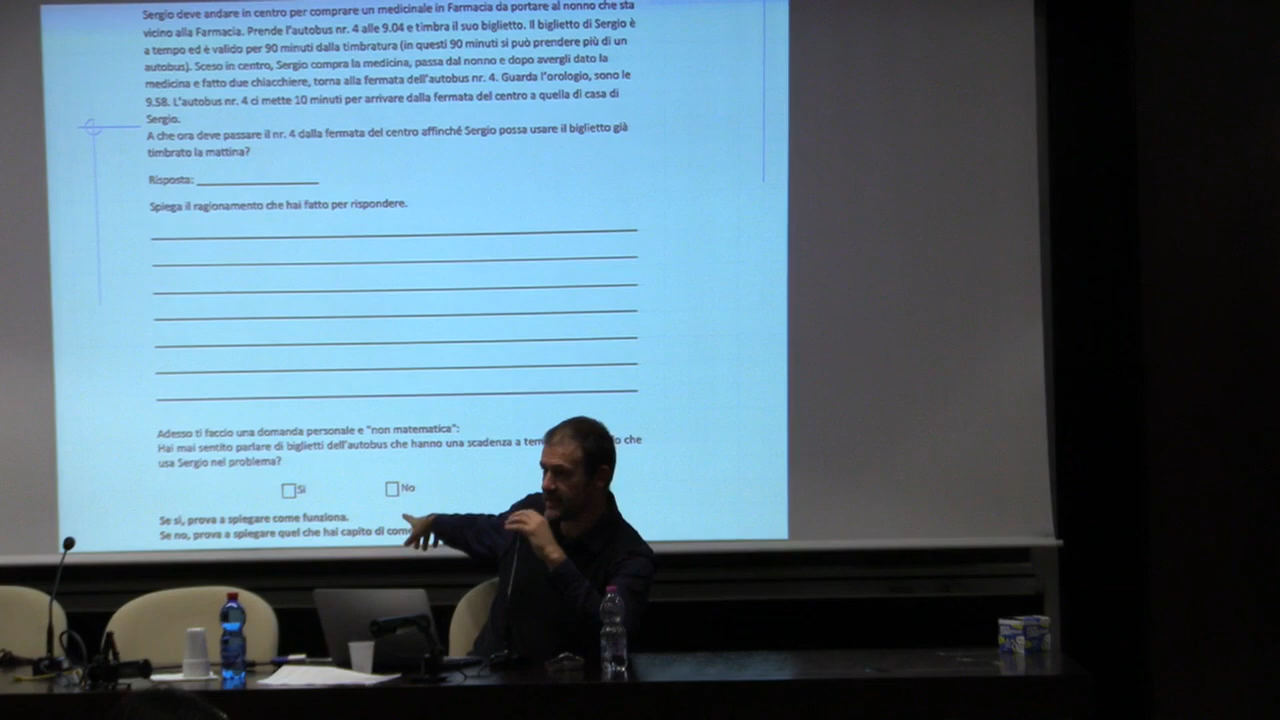 Sergio deve andare in centro per comprare un medicinale in Farmacia da portare al nonno che sta
vicino alla Farmacia. Prende l'autobus nr. 4 alle 9.04 e timbra il suo biglietto. Il biglietto di Sergio è
a tempo ed è valido per 90 minuti dalla timbratura (in questi 90 minuti si può prendere più di un
autobus). Sceso in centro, Sergio compra la medicina, passa dal nonno e dopo avergli dato la
medicina e fatto due chiacchiere, torna alla fermata dell'autobus nr. 4. Guarda l'orologio, sono le
9.58. L'autobus nr. 4 ci mette 10 minuti per arrivare dalla fermata del centro a quella di casa di
Sergio.
A che ora deve passare il nr. 4 dalla fermata del centro affinché Sergio possa usare il biglietto già
timbrato la mattina?
Risposta:
Spiega il ragionamento che hai fatto per rispondere.
Adesso ti faccio una domanda personale e "non matematica":
Hai mai sentito parlare di biglietti dell'autobus che hanno una scadenza a che
usa Sergio nel problema?
Si No
Se si, prova a spiegare come funziona.
Se no, prova a spiegare quel che hai capito di